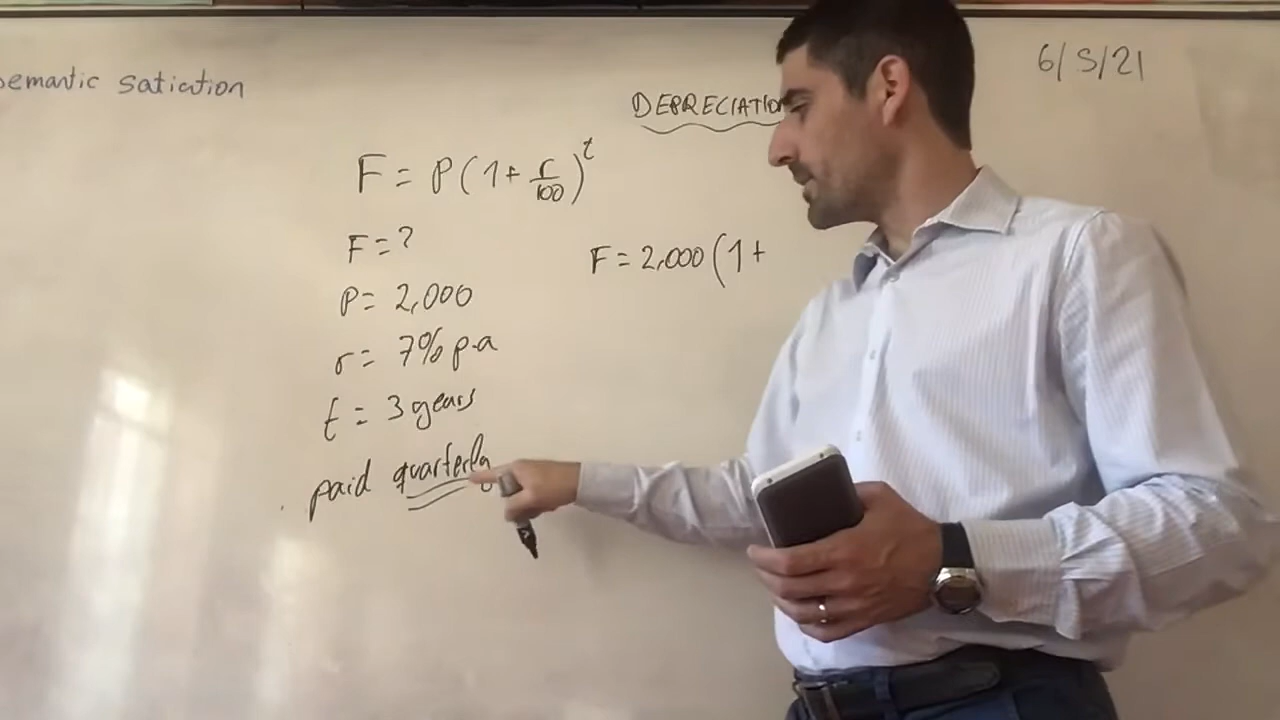 semantic satiation
6/5/21
DEPRECIATION
F = P(1 + r/100)^t
F = ?
F = 2,000 (1 +
P = 2,000
r = 7% p.a
t = 3 years
paid quarterly